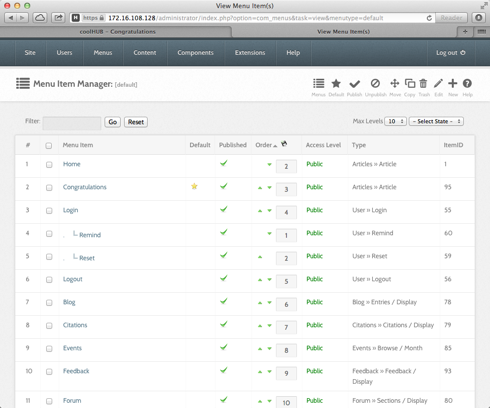 View Menu Item(s)
https 172.16.108.128/administrator/index.php?option=com_menus&task=view&menutype=default Reader
coolHUB - Congratulations View Menu Item(s)
Site Users Menus Content Components Extensions Help Log out
Menu Item Manager: [default]
Menus Default Publish Unpublish Move Copy Trash Edit New Help
Filter: Go Reset Max Levels 10 - Select State -
# Menu Item Default Published Order Access Level Type ItemID
1 Home 2 Public Articles » Article 1
2 Congratulations 3 Public Articles » Article 95
3 Login 4 Public User » Login 55
4 . Remind 1 Public User » Remind 60
5 . Reset 2 Public User » Reset 59
6 Logout 5 Public User » Logout 56
7 Blog 6 Public Blog » Entries / Display 78
8 Citations 7 Public Citations » Citations / Display 79
9 Events 8 Public Events » Browse / Month 85
10 Feedback 9 Public Feedback » Feedback / Display 93
11 Forum 10 Public Forum » Sections / Display 80